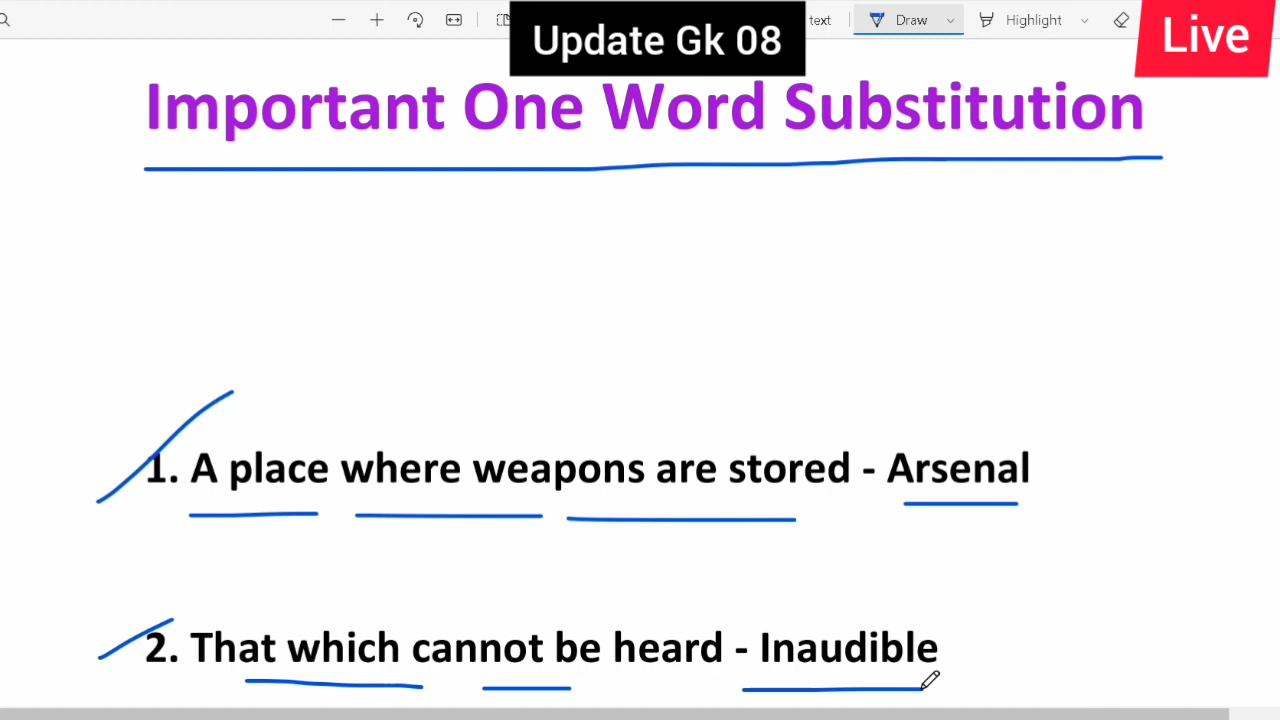 text Draw Highlight
Update Gk 08
Live
Important One Word Substitution
1. A place where weapons are stored - Arsenal
2. That which cannot be heard - Inaudible